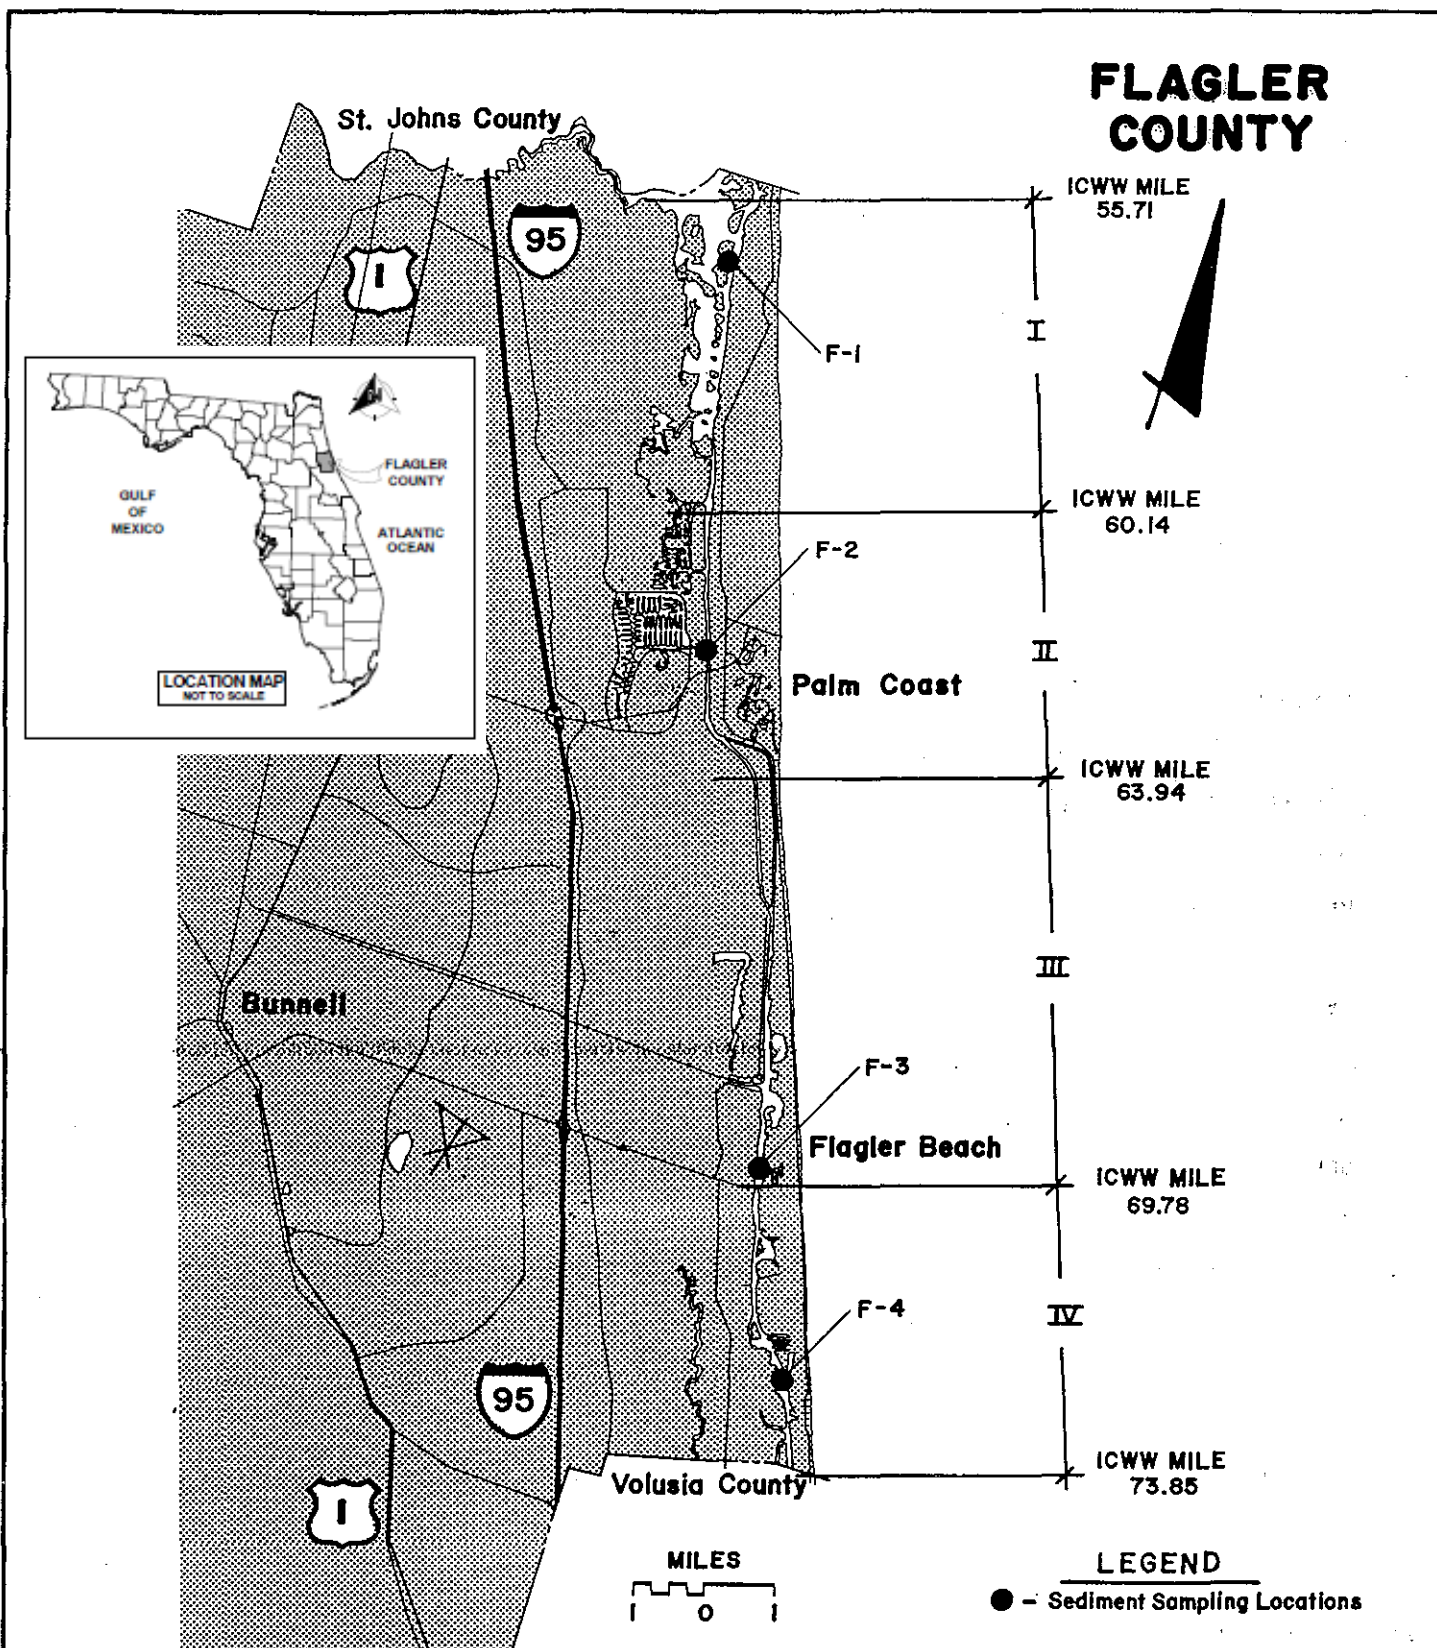 FLAGLER
COUNTY
St. Johns County
ICWW MILE
55.71
95
1
I
F-1
FLAGLER
COUNTY
GULF
OF
MEXICO
ATLANTIC
OCEAN
LOCATION MAP
NOT TO SCALE
ICWW MILE
60.14
F-2
II
Palm Coast
ICWW MILE
63.94
III
Bunnell
F-3
Flagler Beach
ICWW MILE
69.78
F-4
IV
95
ICWW MILE
73.85
Volusia County
1
MILES
1 0 1
LEGEND
- Sediment Sampling Locations